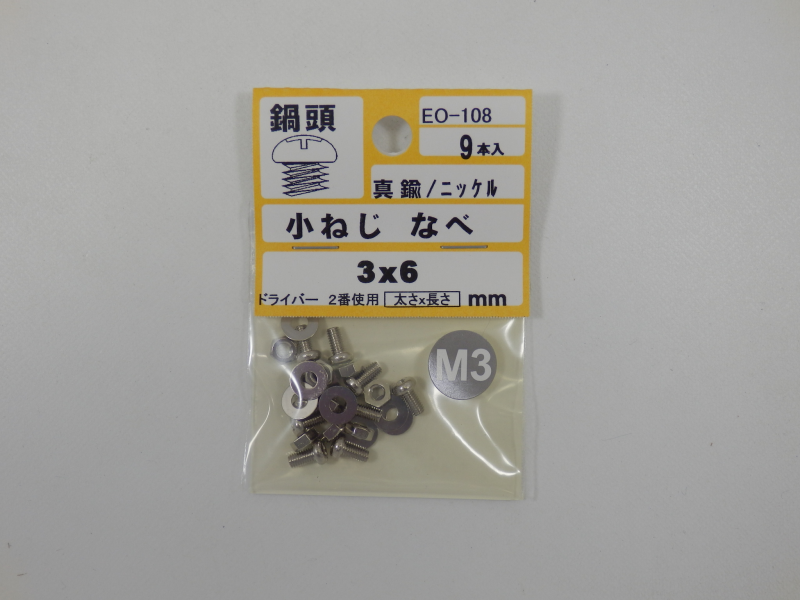 鍋頭
EO-108
9本入
真鍮/ニッケル
小ねじ なべ
3x6
ドライバー 2番使用 太さx長さ mm
M3